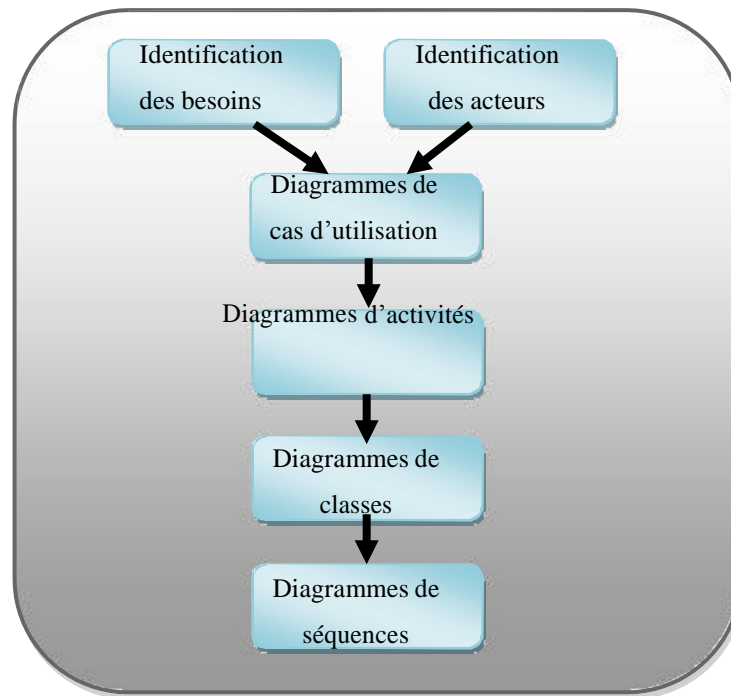 Identification
des besoins
Identification
des acteurs
Diagrammes de
cas d’utilisation
Diagrammes d’activités
Diagrammes de
classes
Diagrammes de
séquences